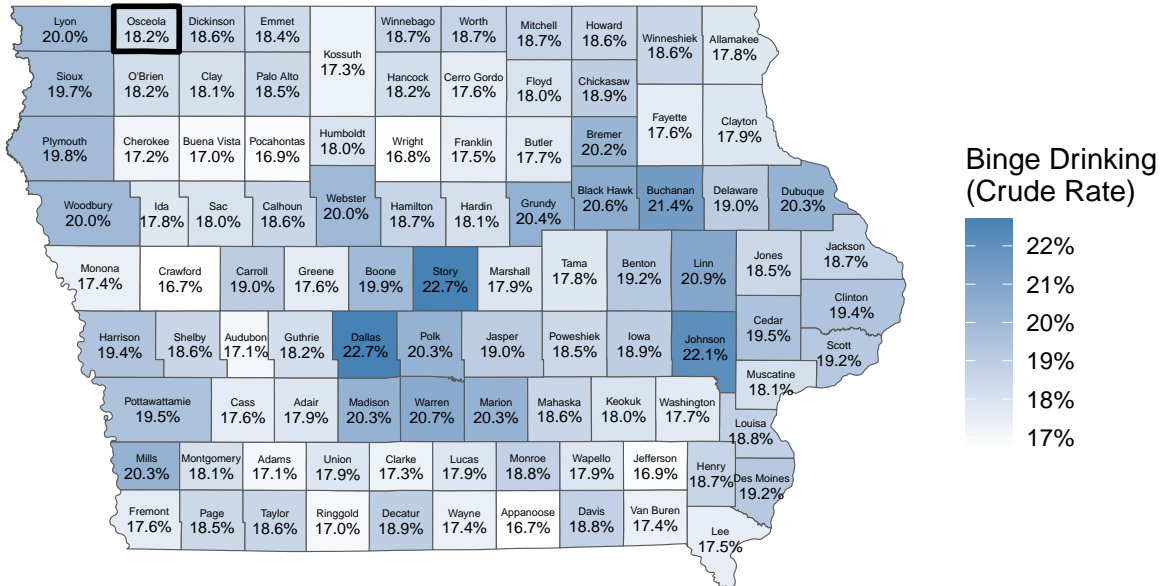 Lyon
20.0%
Osceola
18.2%
Dickinson
18.6%
Emmet
18.4%
Kossuth
17.3%
Winnebago
18.7%
Worth
18.7%
Mitchell
18.7%
Howard
18.6%
Winneshiek
18.6%
Allamakee
17.8%
Sioux
19.7%
O'Brien
18.2%
Clay
18.1%
Palo Alto
18.5%
Hancock
18.2%
Cerro Gordo
17.6%
Floyd
18.0%
Chickasaw
18.9%
Fayette
17.6%
Clayton
17.9%
Plymouth
19.8%
Cherokee
17.2%
Buena Vista
17.0%
Pocahontas
16.9%
Humboldt
18.0%
Wright
16.8%
Franklin
17.5%
Butler
17.7%
Bremer
20.2%
Woodbury
20.0%
Ida
17.8%
Sac
18.0%
Calhoun
18.6%
Webster
20.0%
Hamilton
18.7%
Hardin
18.1%
Grundy
20.4%
Black Hawk
20.6%
Buchanan
21.4%
Delaware
19.0%
Dubuque
20.3%
Monona
17.4%
Crawford
16.7%
Carroll
19.0%
Greene
17.6%
Boone
19.9%
Story
22.7%
Marshall
17.9%
Tama
17.8%
Benton
19.2%
Linn
20.9%
Jones
18.5%
Jackson
18.7%
Clinton
19.4%
Harrison
19.4%
Shelby
18.6%
Audubon
17.1%
Guthrie
18.2%
Dallas
22.7%
Polk
20.3%
Jasper
19.0%
Poweshiek
18.5%
Iowa
18.9%
Johnson
22.1%
Cedar
19.5%
Scott
19.2%
Muscatine
18.1%
Pottawattamie
19.5%
Cass
17.6%
Adair
17.9%
Madison
20.3%
Warren
20.7%
Marion
20.3%
Mahaska
18.6%
Keokuk
18.0%
Washington
17.7%
Louisa
18.8%
Mills
20.3%
Montgomery
18.1%
Adams
17.1%
Union
17.9%
Clarke
17.3%
Lucas
17.9%
Monroe
18.8%
Wapello
17.9%
Jefferson
16.9%
Henry
18.7%
Des Moines
19.2%
Fremont
17.6%
Page
18.5%
Taylor
18.6%
Ringgold
17.0%
Decatur
18.9%
Wayne
17.4%
Appanoose
16.7%
Davis
18.8%
Van Buren
17.4%
Lee
17.5%
Binge Drinking
(Crude Rate)
22%
21%
20%
19%
18%
17%